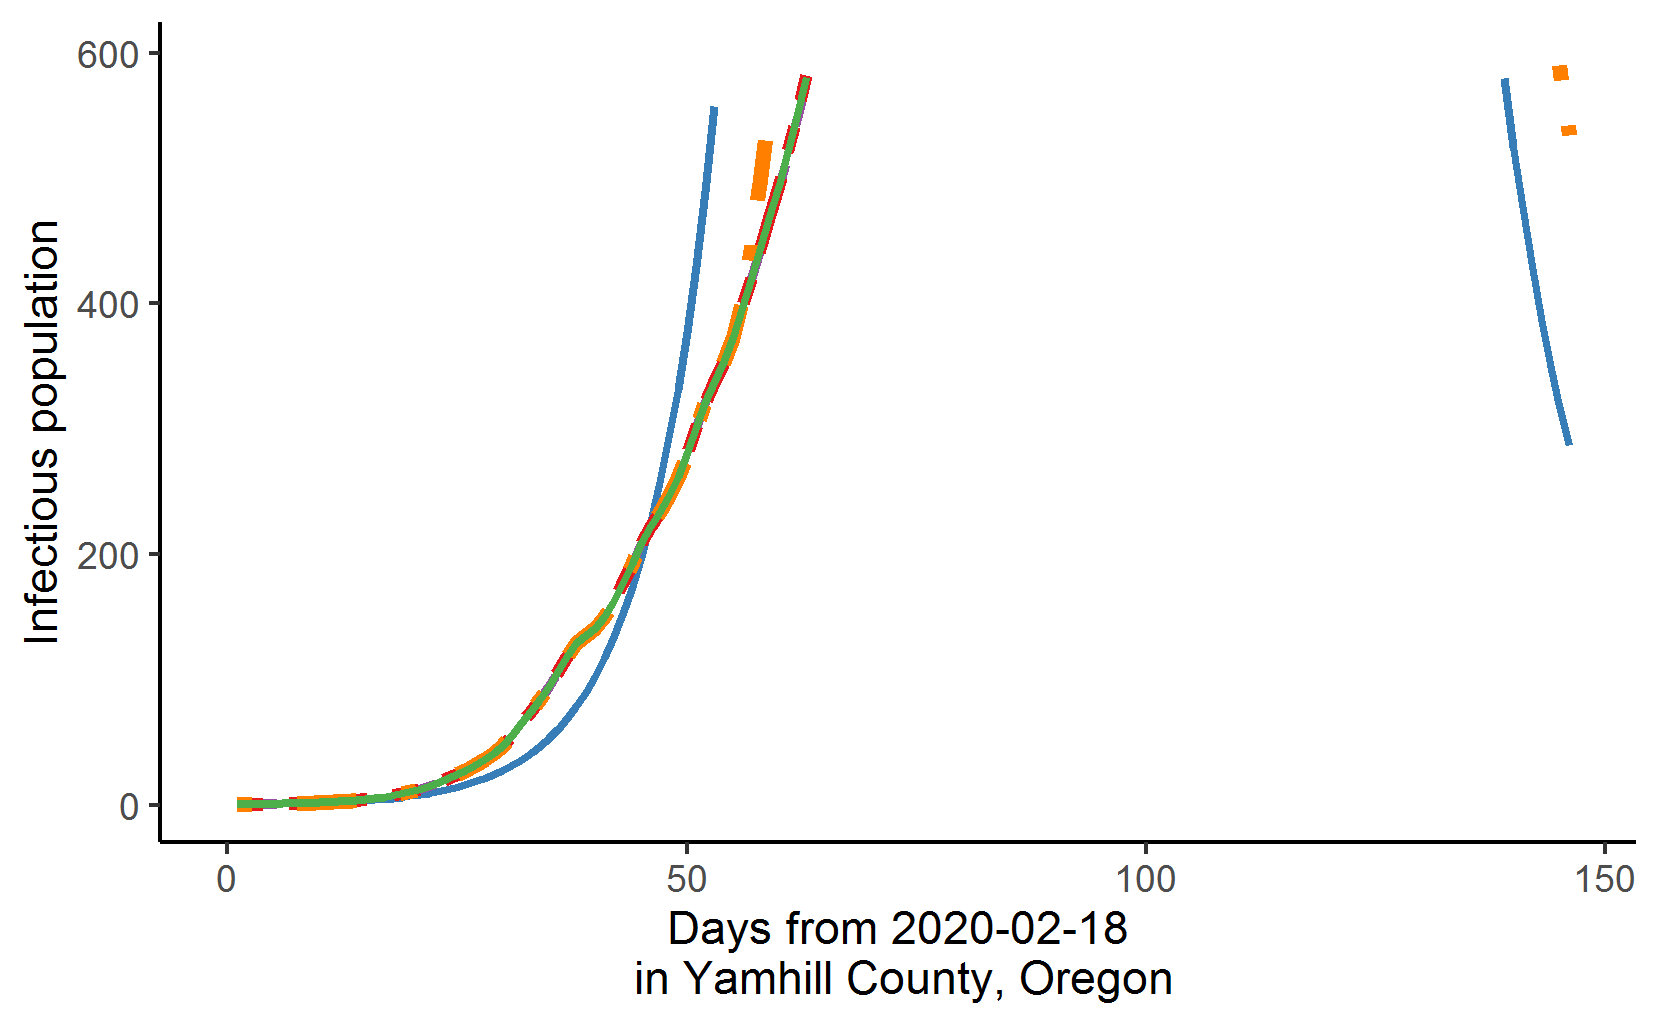 Infectious population
600
400
200
0
0 50 100 150
Days from 2020-02-18
in Yamhill County, Oregon